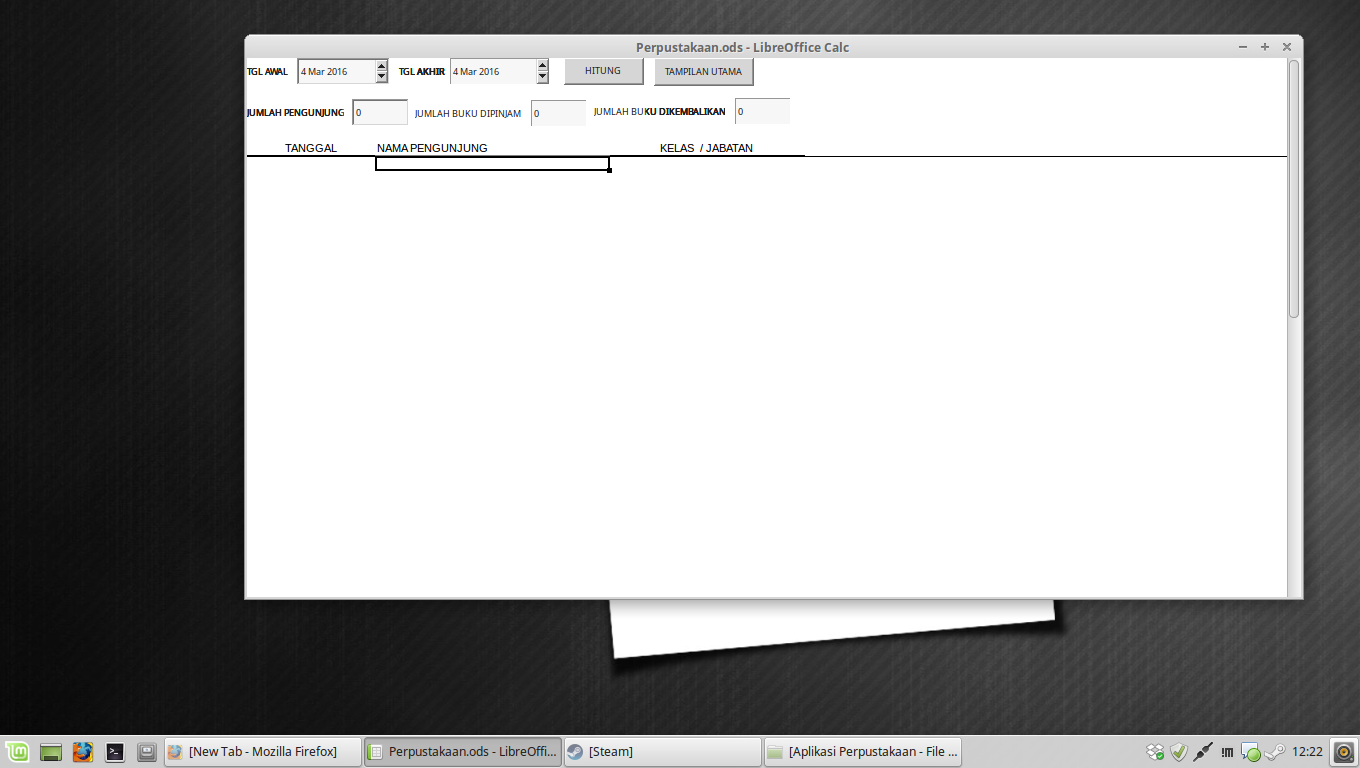 Perpustakaan.ods - LibreOffice Calc
TGL AWAL 4 Mar 2016 TGL AKHIR 4 Mar 2016 HITUNG TAMPILAN UTAMA
JUMLAH PENGUNJUNG 0 JUMLAH BUKU DIPINJAM 0 JUMLAH BUKU DIKEMBALIKAN 0
TANGGAL NAMA PENGUNJUNG KELAS / JABATAN
[New Tab - Mozilla Firefox] Perpustakaan.ods - LibreOffi... [Steam] [Aplikasi Perpustakaan - File ... !m 12:22